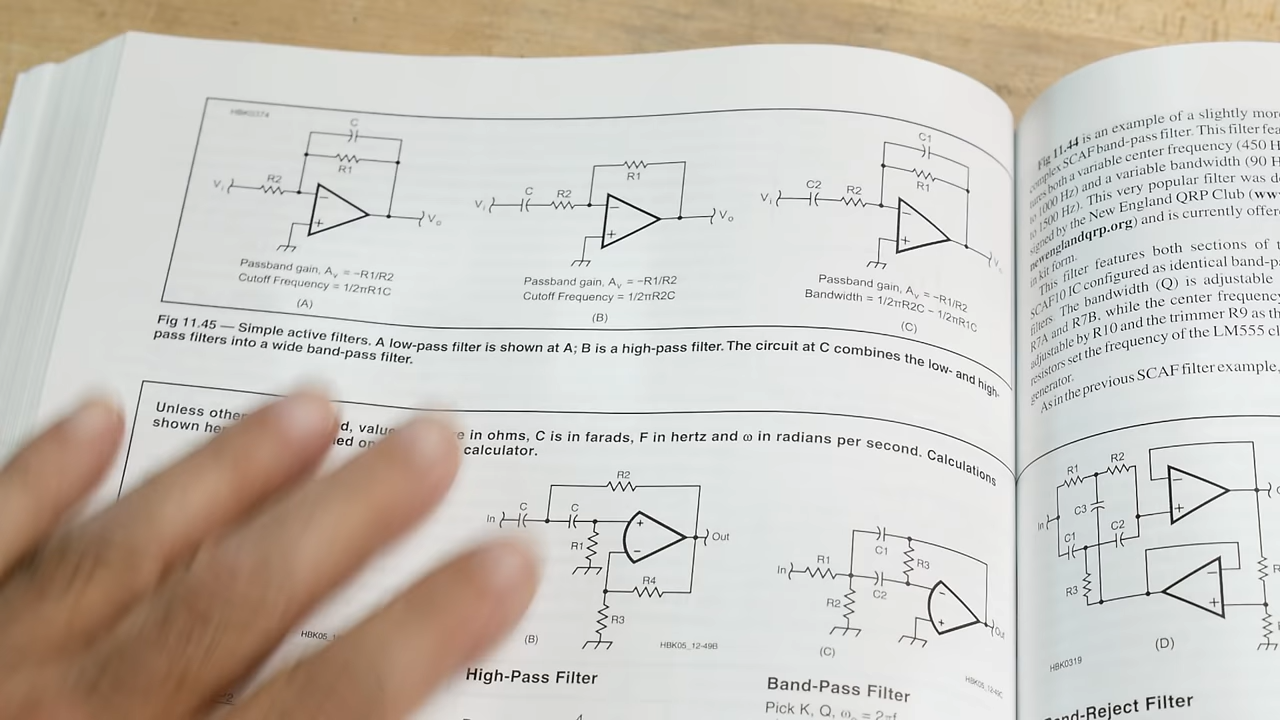 HBK0374
C
R1
R2
Vi
Vo
−
+
Passband gain, Av = −R1/R2
Cutoff Frequency = 1/2πR1C
(A)
Vi
C
R2
R1
Vo
−
+
Passband gain, Av = −R1/R2
Cutoff Frequency = 1/2πR2C
(B)
C1
R1
Vi
C2
R2
−
+
Passband gain, Av = −R1/R2
Bandwidth = 1/2πR2C − 1/2πR1C
(C)
Fig 11.45 — Simple active filters. A low-pass filter is shown at A; B is a high-pass filter. The circuit at C combines the low- and high-
pass filters into a wide band-pass filter.
Unless other d, value in ohms, C is in farads, F in hertz and ω in radians per second. Calculations
shown calculator.
R2
In
C
C
R1
+
−
Out
R4
R3
(B)
HBK05_12-49B
High-Pass Filter
In
R1
C1
R3
C2
R2
−
+
Out
(C)
Band-Pass Filter
Pick K, Q, ωo = 2πf
Fig 11.44 is an example of a slightly more
complex SCAF band-pass filter. This filter fea-
tures both a variable center frequency (450 H
to 1000 Hz) and a variable bandwidth (90 H
to 1500 Hz). This very popular filter was de
signed by the New England QRP Club (ww
newenglandqrp.org) and is currently offer
in kit form.
This filter features both sections of t
SCAF10 IC configured as identical band-p
filters. The bandwidth (Q) is adjustable
R7A and R7B, while the center frequency
adjustable by R10 and the trimmer R9 as th
resistors set the frequency of the LM555 cl
generator.
As in the previous SCAF filter example,
R1
R2
In
C3
C1
C2
R3
−
+
−
+
(D)
HBK0319
nd-Reject Filter